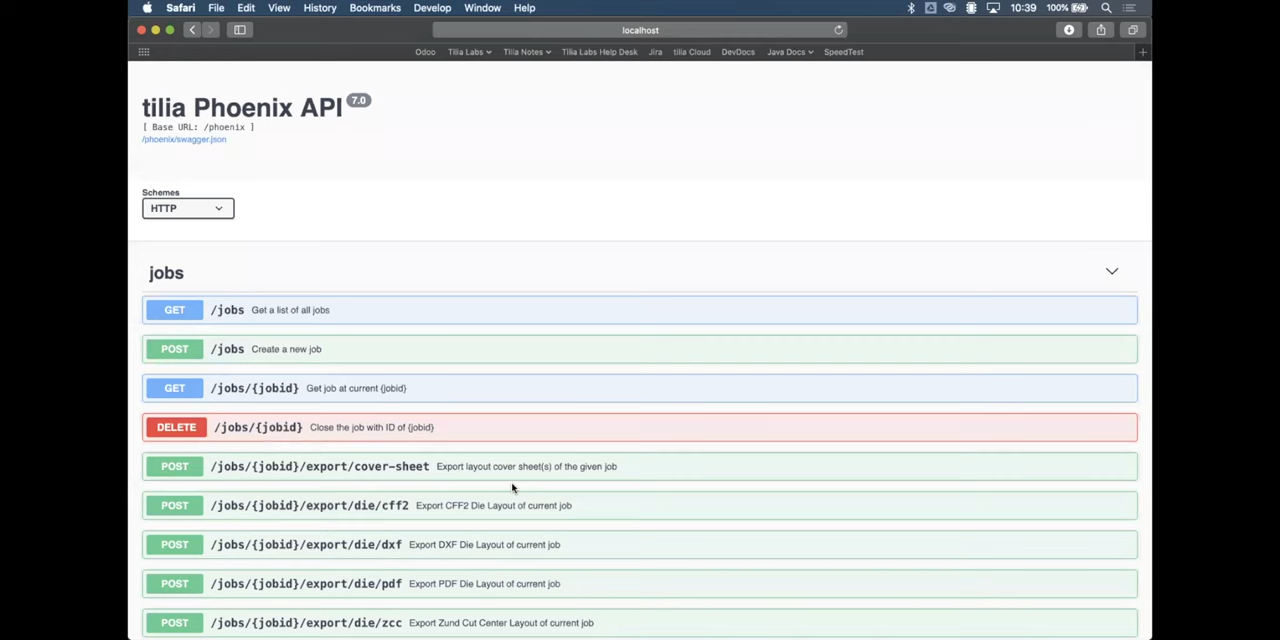 Safari File Edit View History Bookmarks Develop Window Help 10:39 100%
localhost
Odoo Tilia Labs Tilia Notes Tilia Labs Help Desk Jira tilia Cloud DevDocs Java Docs SpeedTest
tilia Phoenix API 7.0
[ Base URL: /phoenix ]
/phoenix/swagger.json
Schemes
HTTP
jobs
GET /jobs Get a list of all jobs
POST /jobs Create a new job
GET /jobs/{jobid} Get job at current {jobid}
DELETE /jobs/{jobid} Close the job with ID of {jobid}
POST /jobs/{jobid}/export/cover-sheet Export layout cover sheet(s) of the given job
POST /jobs/{jobid}/export/die/cff2 Export CFF2 Die Layout of current job
POST /jobs/{jobid}/export/die/dxf Export DXF Die Layout of current job
POST /jobs/{jobid}/export/die/pdf Export PDF Die Layout of current job
POST /jobs/{jobid}/export/die/zcc Export Zund Cut Center Layout of current job